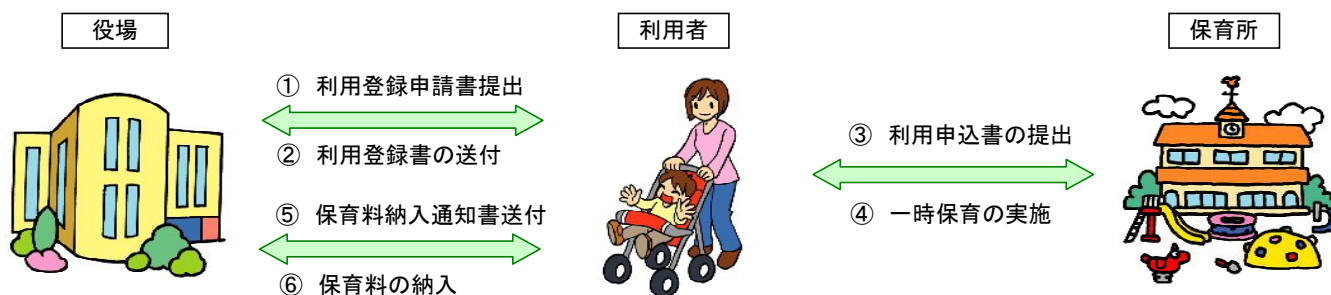 役場
利用者
保育所
① 利用登録申請書提出
② 利用登録書の送付
③ 利用申込書の提出
④ 一時保育の実施
⑤ 保育料納入通知書送付
⑥ 保育料の納入